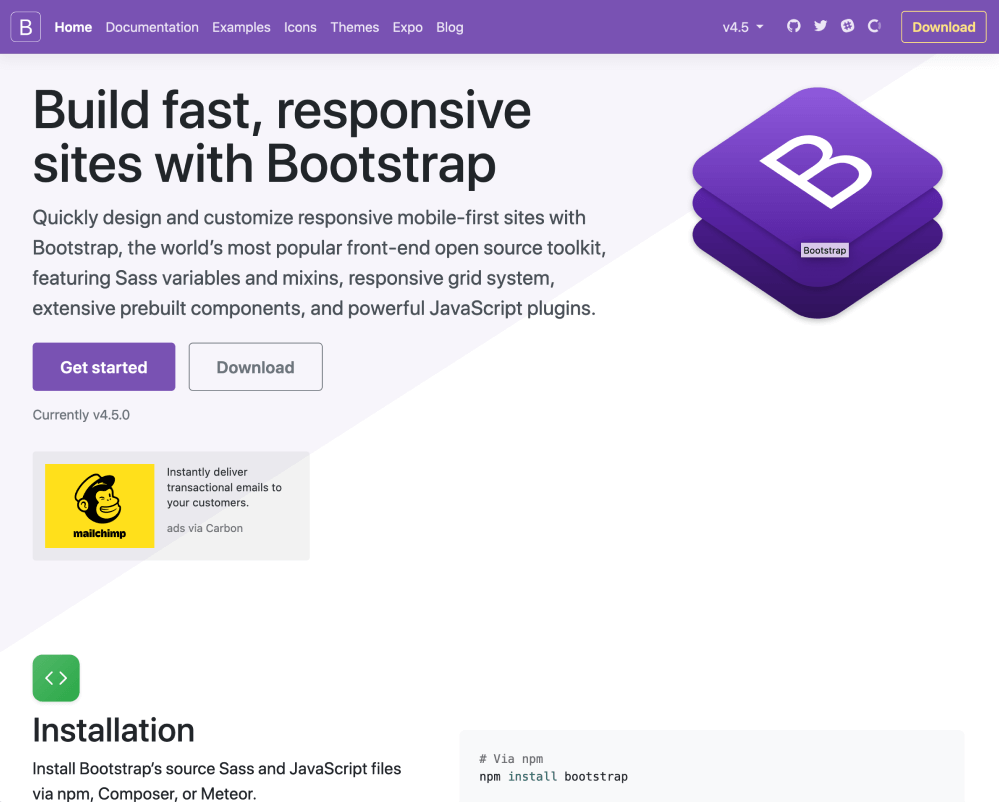 B Home Documentation Examples Icons Themes Expo Blog v4.5 Download
Build fast, responsive
sites with Bootstrap
Quickly design and customize responsive mobile-first sites with
Bootstrap, the world’s most popular front-end open source toolkit,
featuring Sass variables and mixins, responsive grid system,
extensive prebuilt components, and powerful JavaScript plugins.
B
Bootstrap
Get started Download
Currently v4.5.0
Instantly deliver
transactional emails to
your customers.
ads via Carbon
mailchimp
Installation
Install Bootstrap’s source Sass and JavaScript files
via npm, Composer, or Meteor.
# Via npm
npm install bootstrap